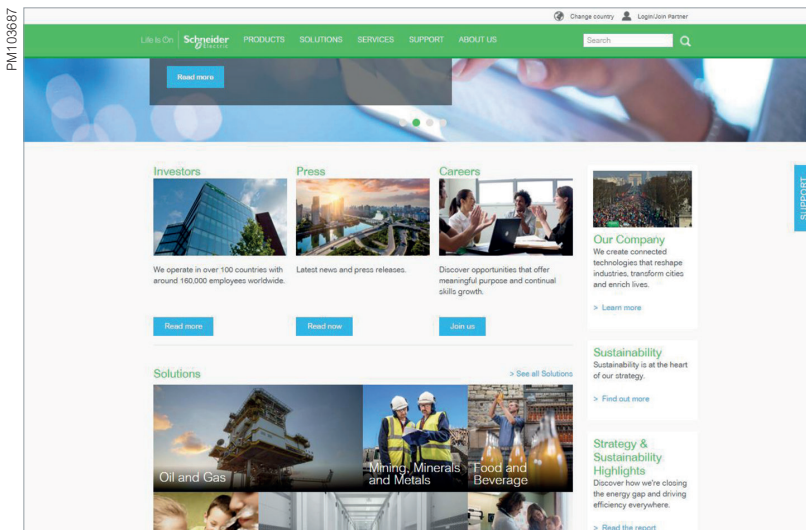 PM103687
Change country Login/Join Partner
Life Is On Schneider Electric PRODUCTS SOLUTIONS SERVICES SUPPORT ABOUT US Search
Read more
SUPPORT
Investors Press Careers
We operate in over 100 countries with
around 160,000 employees worldwide.
Latest news and press releases.
Discover opportunities that offer
meaningful purpose and continual
skills growth.
Read more Read now Join us
Our Company
We create connected
technologies that reshape
industries, transform cities
and enrich lives.
> Learn more
Solutions > See all Solutions
Sustainability
Sustainability is at the heart
of our strategy.
> Find out more
Oil and Gas
Mining, Minerals
and Metals
Food and
Beverage
Strategy &
Sustainability
Highlights
Discover how we're closing
the energy gap and driving
efficiency everywhere.
> Read the report